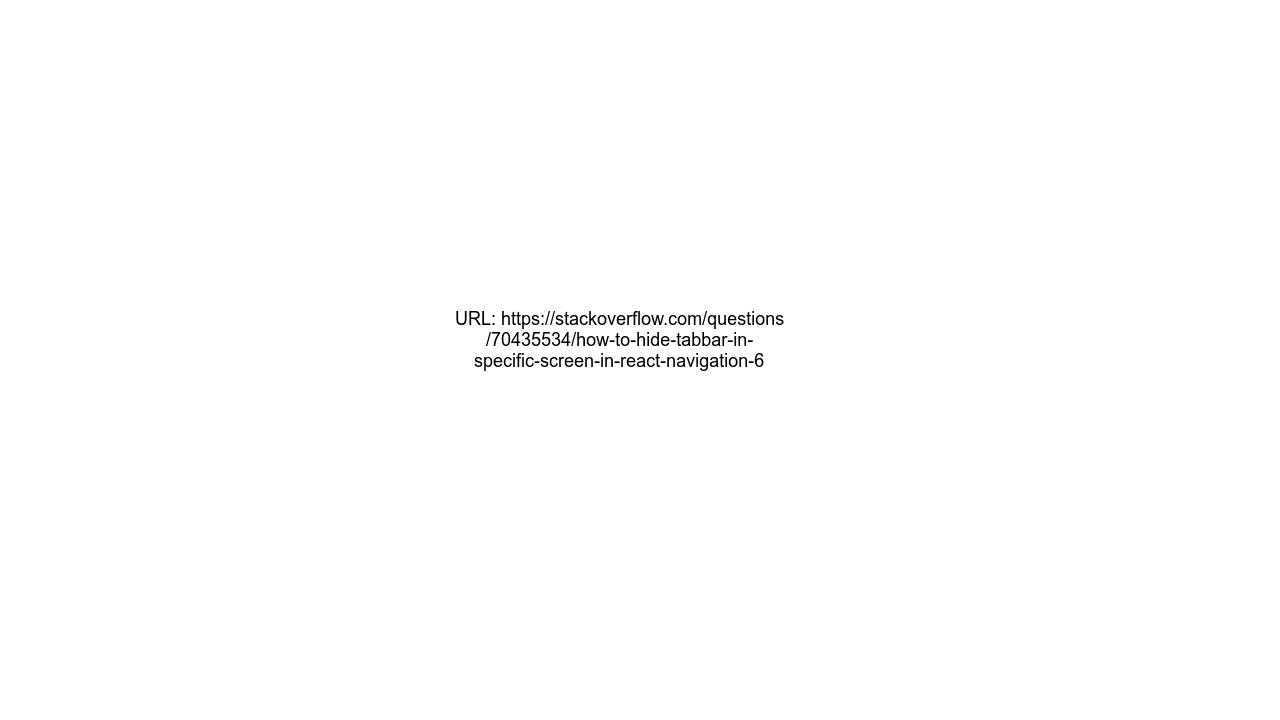 URL: https://stackoverflow.com/questions
/70435534/how-to-hide-tabbar-in-
specific-screen-in-react-navigation-6